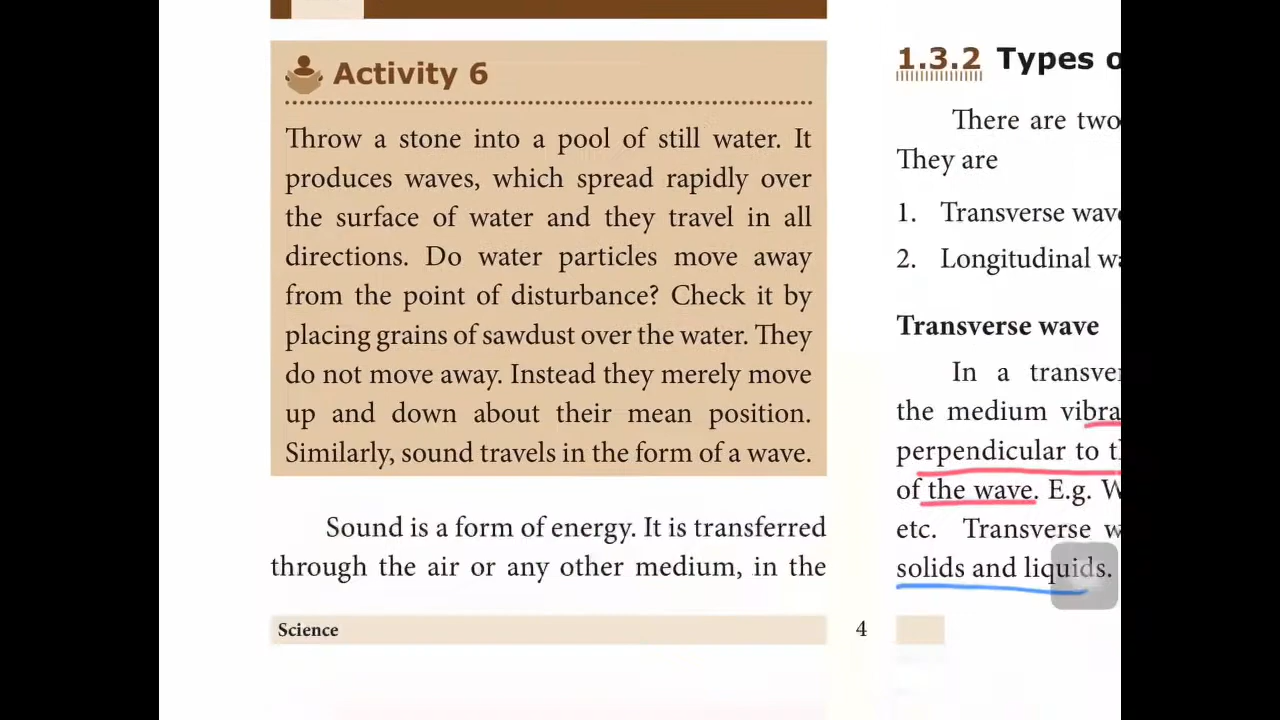 Activity 6
Throw a stone into a pool of still water. It
produces waves, which spread rapidly over
the surface of water and they travel in all
directions. Do water particles move away
from the point of disturbance? Check it by
placing grains of sawdust over the water. They
do not move away. Instead they merely move
up and down about their mean position.
Similarly, sound travels in the form of a wave.
Sound is a form of energy. It is transferred
through the air or any other medium, in the
Science
4
1.3.2 Types
There are two
They are
1. Transverse
2. Longitudinal
Transverse wave
In a
the medium
perpendicular to
of the wave. E.g.
etc. Transverse
solids and liquids.